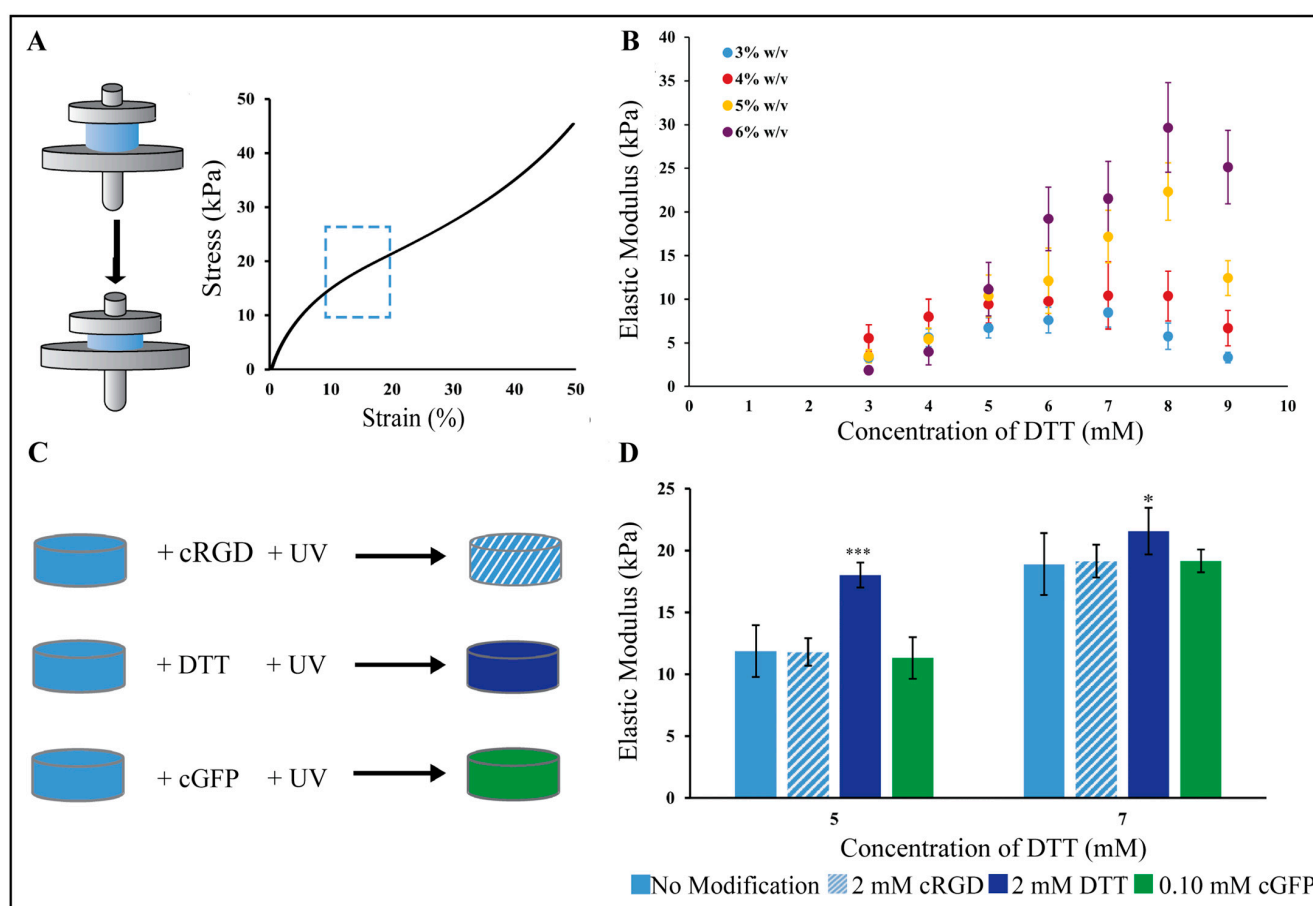 A
50
40
30
20
10
0
Stress (kPa)
0 10 20 30 40 50
Strain (%)
B
3% w/v
4% w/v
5% w/v
6% w/v
40
35
30
25
20
15
10
5
0
Elastic Modulus (kPa)
0 1 2 3 4 5 6 7 8 9 10
Concentration of DTT (mM)
C
+ cRGD + UV
+ DTT + UV
+ cGFP + UV
D
25
20
15
10
5
0
Elastic Modulus (kPa)
***
*
5 7
Concentration of DTT (mM)
No Modification 2 mM cRGD 2 mM DTT 0.10 mM cGFP